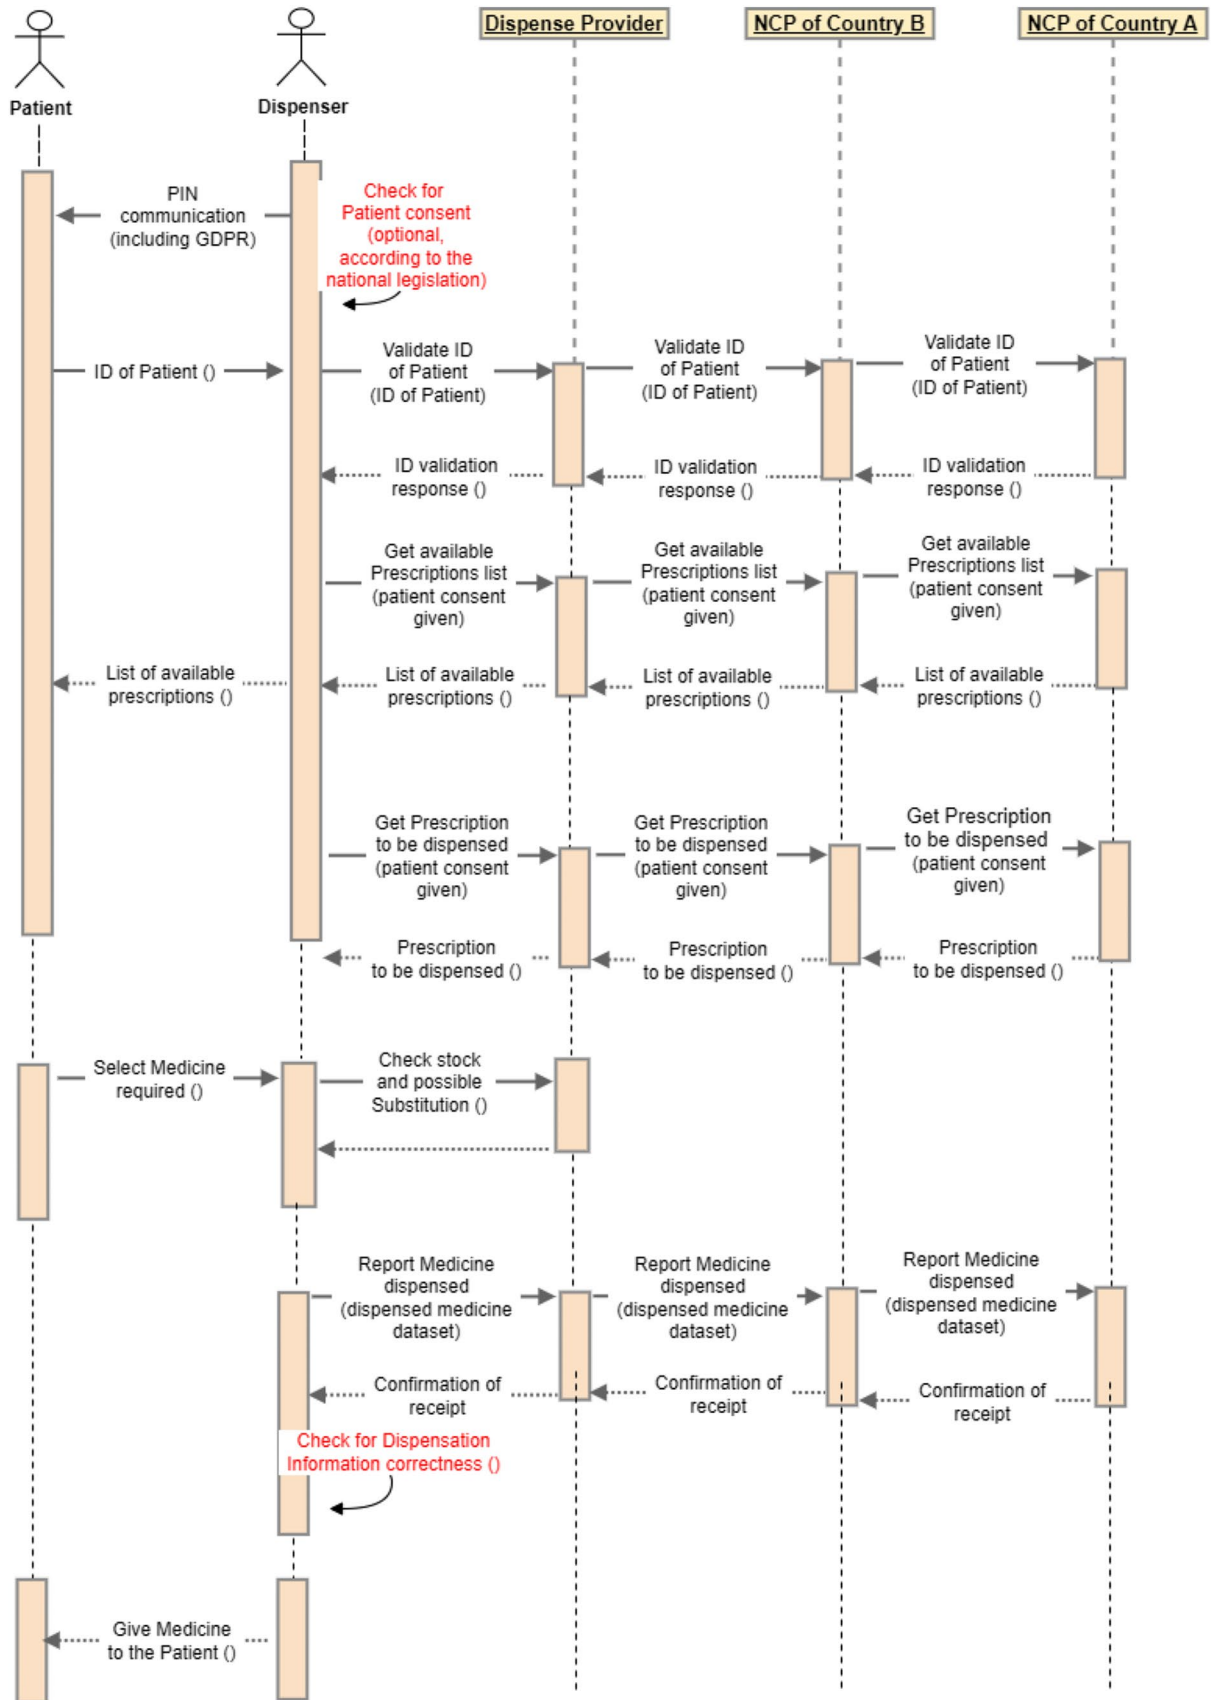 Dispense Provider
NCP of Country B
NCP of Country A
Patient
Dispenser
PIN
communication
(including GDPR)
Check for
Patient consent
(optional,
according to the
national legislation)
ID of Patient ()
Validate ID
of Patient
(ID of Patient)
Validate ID
of Patient
(ID of Patient)
Validate ID
of Patient
(ID of Patient)
ID validation
response ()
ID validation
response ()
ID validation
response ()
Get available
Prescriptions list
(patient consent
given)
Get available
Prescriptions list
(patient consent
given)
Get available
Prescriptions list
(patient consent
given)
List of available
prescriptions ()
List of available
prescriptions ()
List of available
prescriptions ()
List of available
prescriptions ()
Get Prescription
to be dispensed
(patient consent
given)
Get Prescription
to be dispensed
(patient consent
given)
Get Prescription
to be dispensed
(patient consent
given)
Prescription
to be dispensed ()
Prescription
to be dispensed ()
Prescription
to be dispensed ()
Select Medicine
required ()
Check stock
and possible
Substitution ()
Report Medicine
dispensed
(dispensed medicine
dataset)
Report Medicine
dispensed
(dispensed medicine
dataset)
Report Medicine
dispensed
(dispensed medicine
dataset)
Confirmation of
receipt
Confirmation of
receipt
Confirmation of
receipt
Check for Dispensation
Information correctness ()
Give Medicine
to the Patient ()